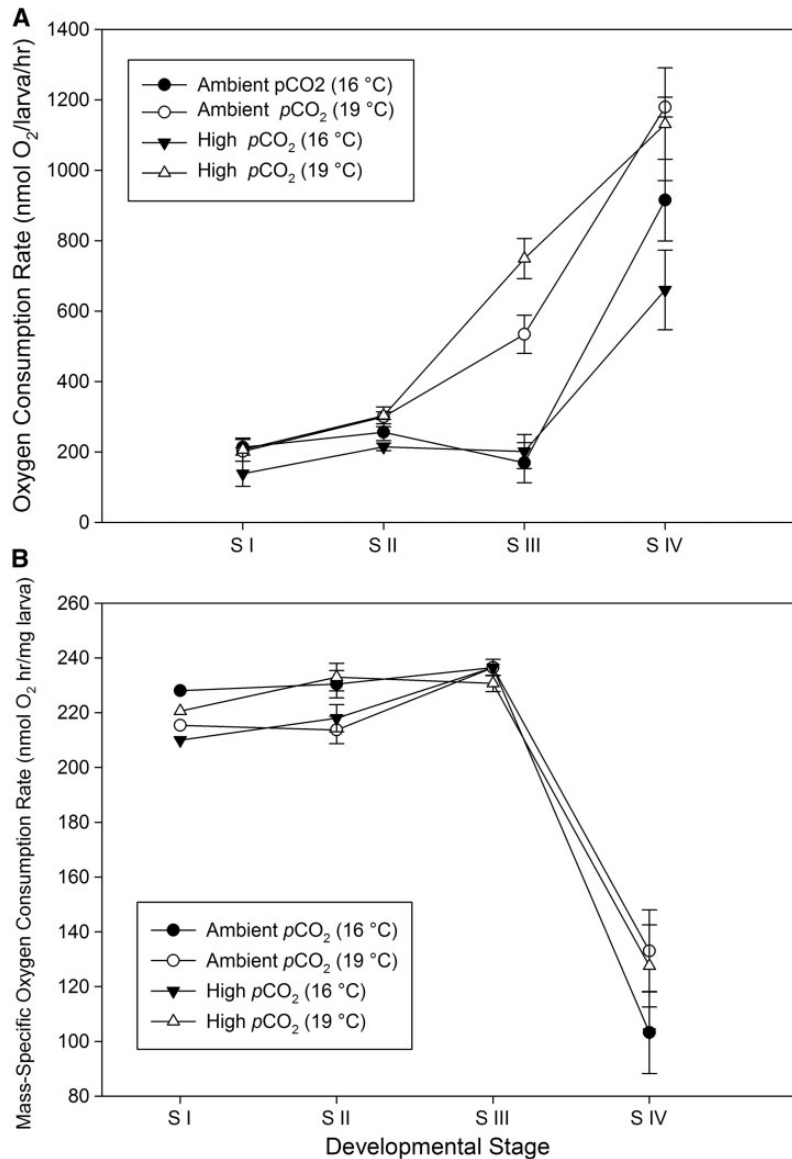 A
Oxygen Consumption Rate (nmol O₂/larva/hr)
1400
1200
1000
800
600
400
200
0
Ambient pCO2 (16 °C)
Ambient pCO₂ (19 °C)
High pCO₂ (16 °C)
High pCO₂ (19 °C)
S I S II S III S IV
B
Mass-Specific Oxygen Consumption Rate (nmol O₂ hr/mg larva)
260
240
220
200
180
160
140
120
100
80
Ambient pCO₂ (16 °C)
Ambient pCO₂ (19 °C)
High pCO₂ (16 °C)
High pCO₂ (19 °C)
S I S II S III S IV
Developmental Stage